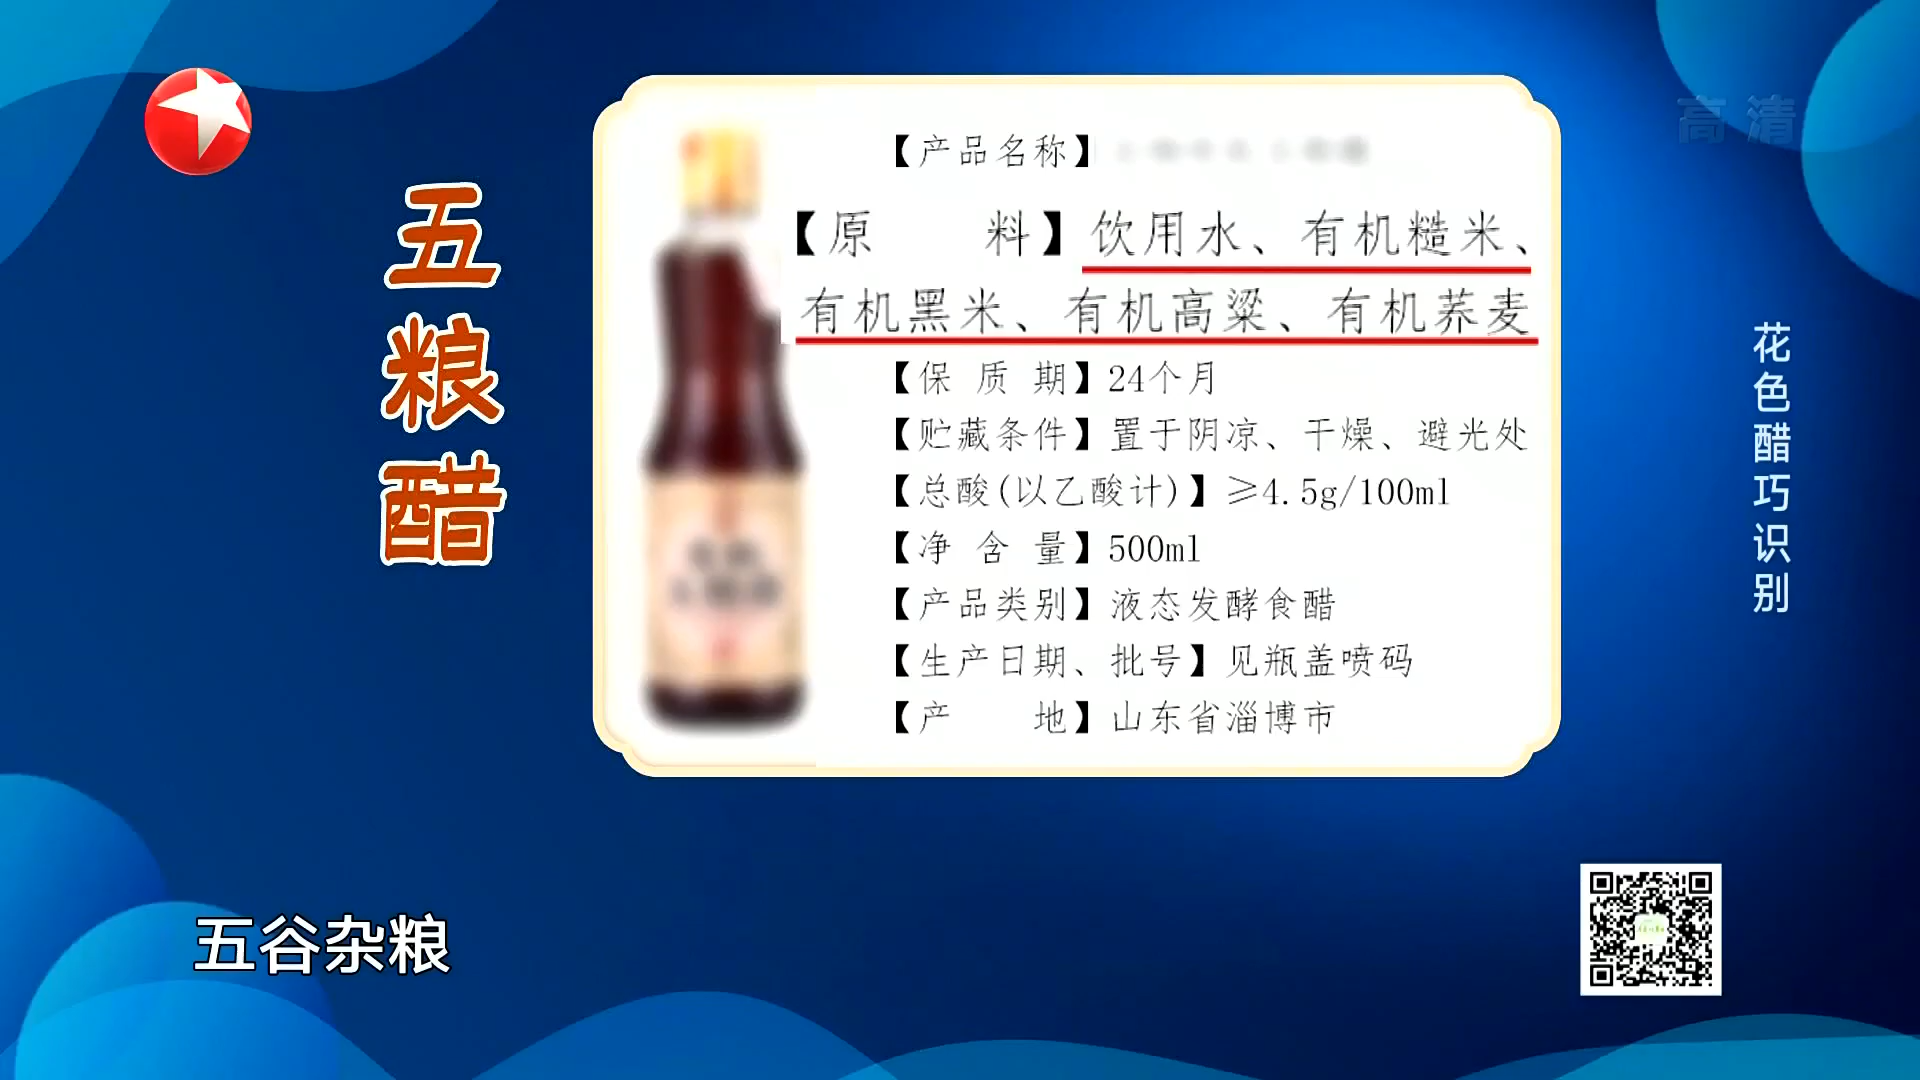 高清
五粮醋
【产品名称】
【原料】饮用水、有机糙米、
有机黑米、有机高粱、有机荞麦
【保质期】24个月
【贮藏条件】置于阴凉、干燥、避光处
【总酸(以乙酸计)】≥4.5g/100ml
【净含量】500ml
【产品类别】液态发酵食醋
【生产日期、批号】见瓶盖喷码
【产地】山东省淄博市
花色醋巧识别
五谷杂粮